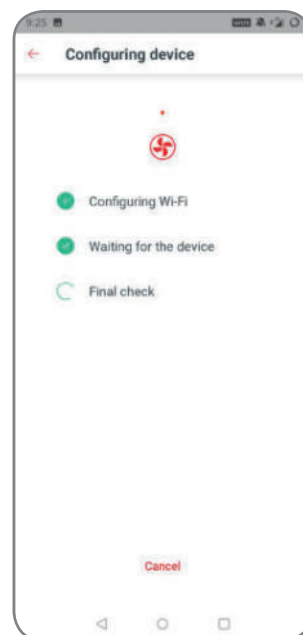 9:25
Configuring device
Configuring Wi-Fi
Waiting for the device
Final check
Cancel